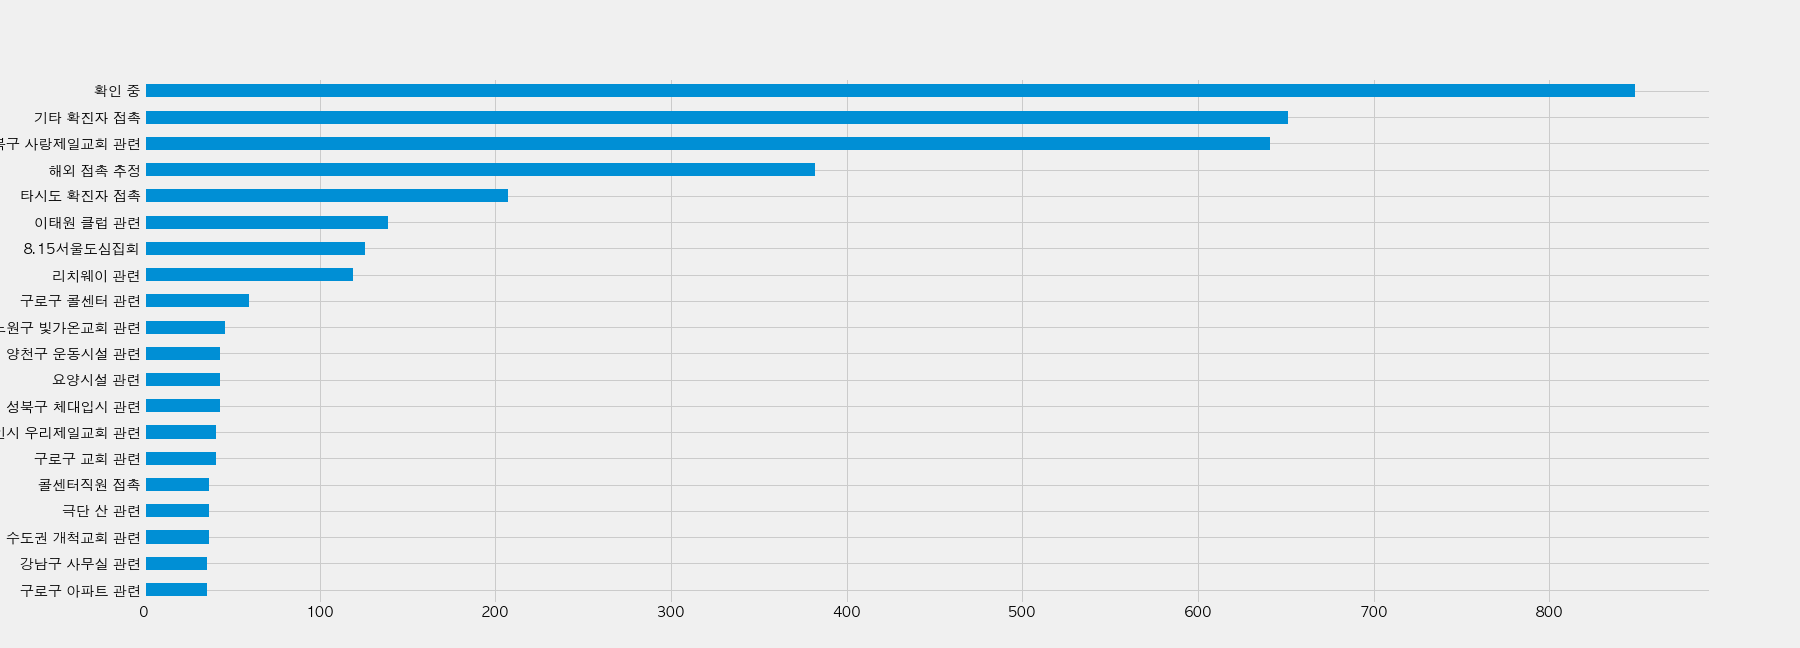 확인 중
기타 확진자 접촉
사랑제일교회 관련
해외 접촉 추정
타시도 확진자 접촉
이태원 클럽 관련
8.15서울도심집회
리치웨이 관련
구로구 콜센터 관련
빛가온교회 관련
양천구 운동시설 관련
요양시설 관련
성북구 체대입시 관련
우리제일교회 관련
구로구 교회 관련
콜센터직원 접촉
극단 산 관련
수도권 개척교회 관련
강남구 사무실 관련
구로구 아파트 관련
0 100 200 300 400 500 600 700 800